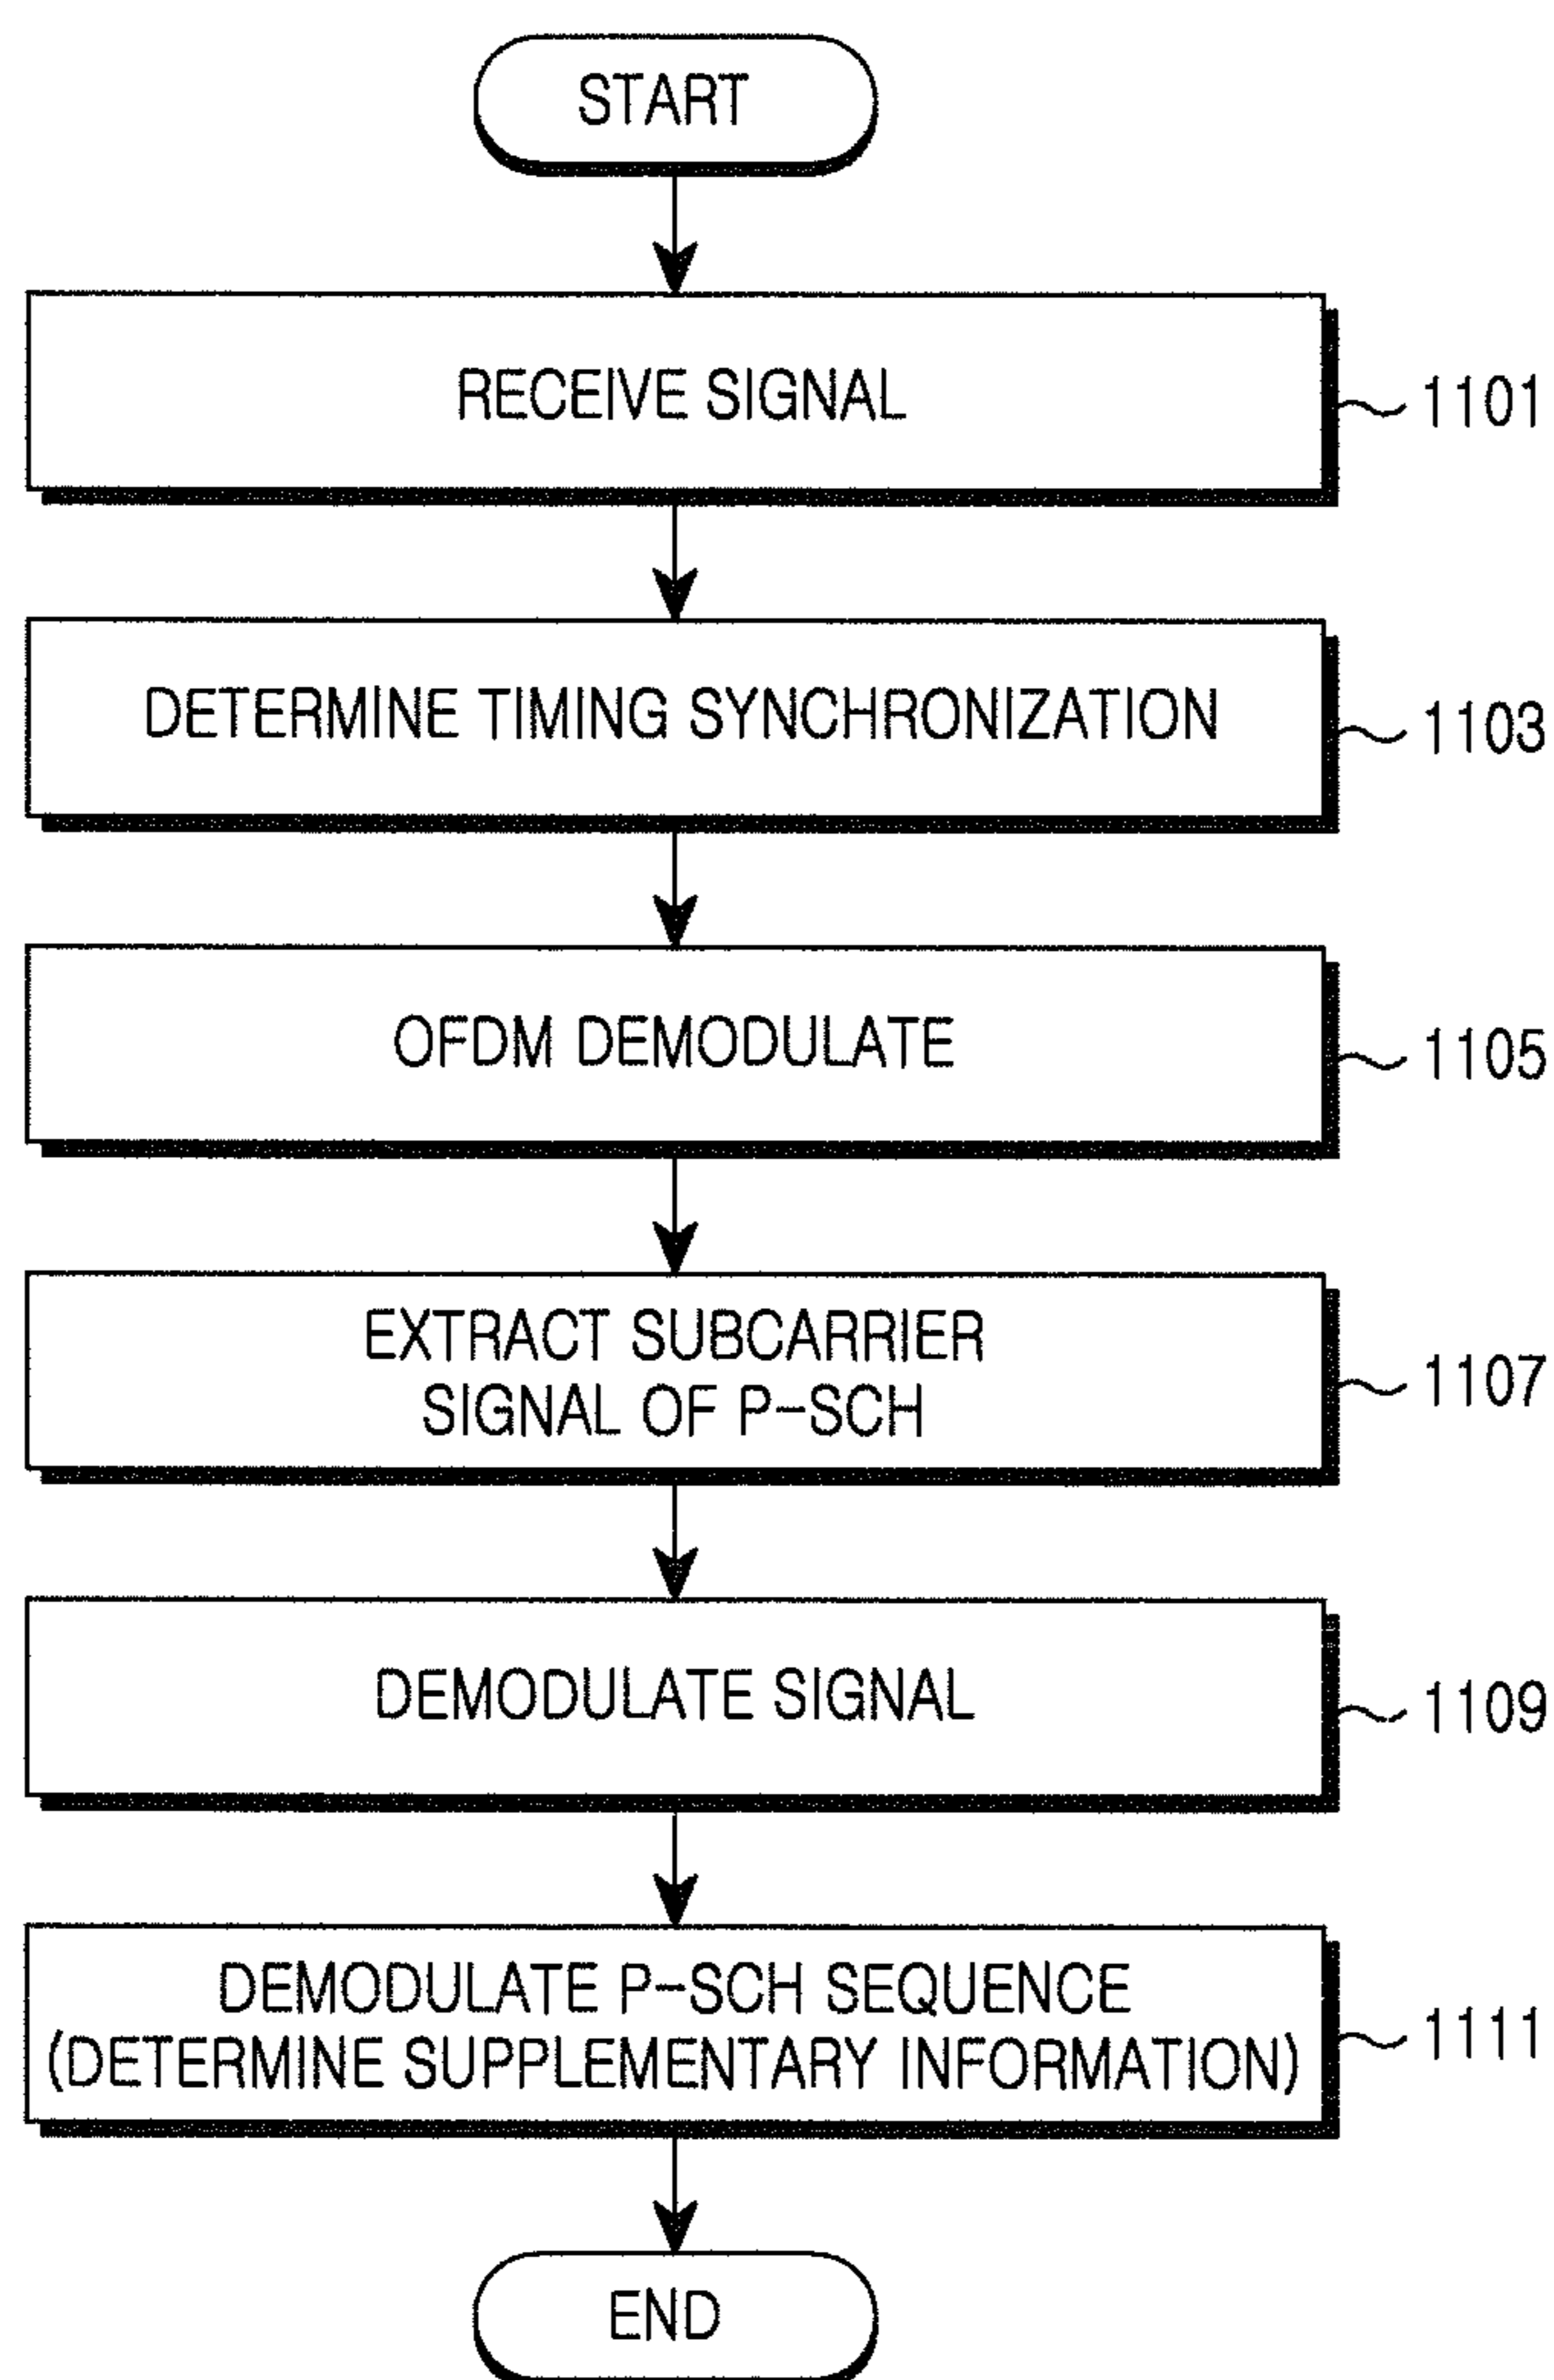 START
RECEIVE SIGNAL
1101
DETERMINE TIMING SYNCHRONIZATION
1103
OFDM DEMODULATE
1105
EXTRACT SUBCARRIER
SIGNAL OF P-SCH
1107
DEMODULATE SIGNAL
1109
DEMODULATE P-SCH SEQUENCE
(DETERMINE SUPPLEMENTARY INFORMATION)
1111
END